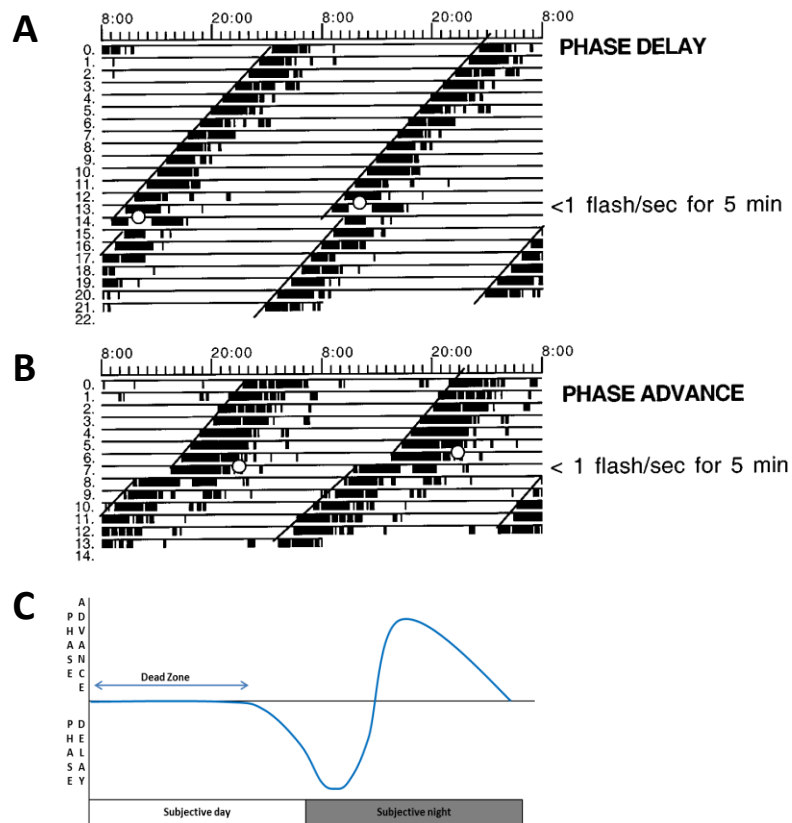 A
8:00 20:00 8:00 20:00 8:00
PHASE DELAY
0.
1.
2.
3.
4.
5.
6.
7.
8.
9.
10.
11.
12.
13.
14.
15.
16.
17.
18.
19.
20.
21.
22.
<1 flash/sec for 5 min
B
8:00 20:00 8:00 20:00 8:00
PHASE ADVANCE
0.
1.
2.
3.
4.
5.
6.
7.
8.
9.
10.
11.
12.
13.
14.
< 1 flash/sec for 5 min
C
PHASE ADVANCE
Dead Zone
PHASE DELAY
Subjective day Subjective night